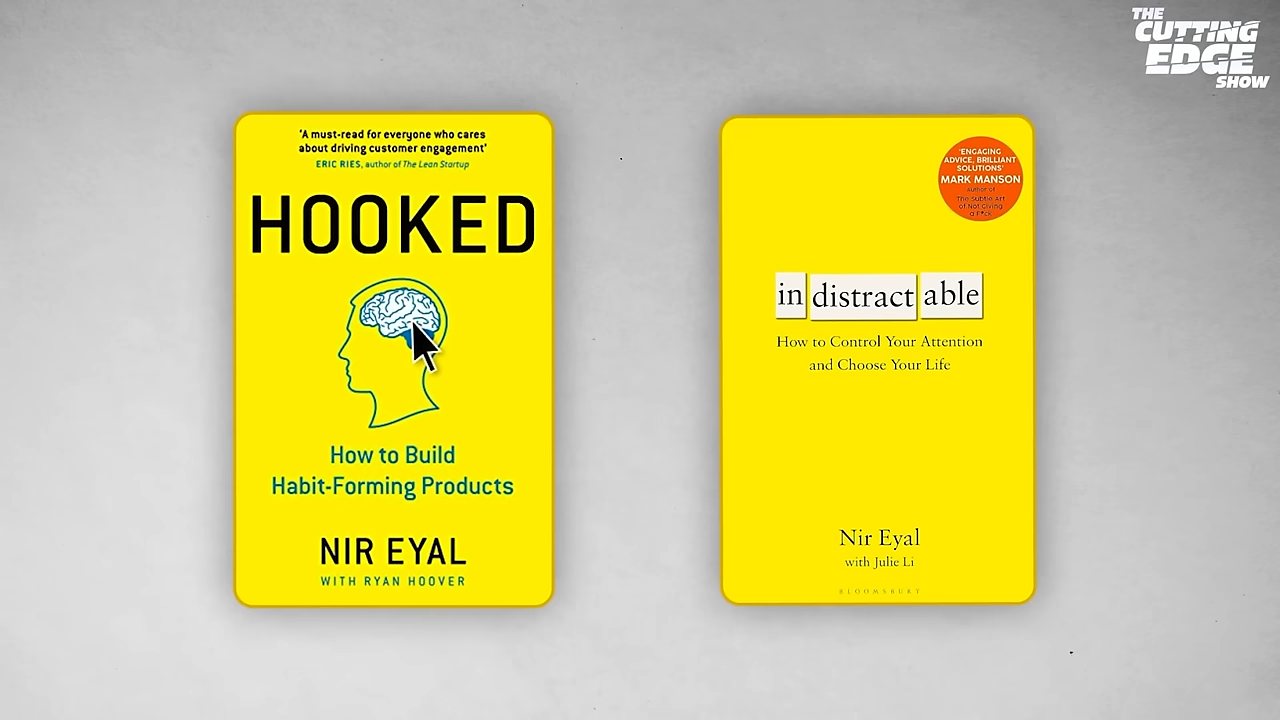 THE
CUTTING
EDGE
SHOW
'A must-read for everyone who cares
about driving customer engagement'
ERIC RIES, author of The Lean Startup
HOOKED
How to Build
Habit-Forming Products
NIR EYAL
WITH RYAN HOOVER
'ENGAGING
ADVICE, BRILLIANT
SOLUTIONS'
MARK MANSON
author of
The Subtle Art
of Not Giving
a F*ck
in distract able
How to Control Your Attention
and Choose Your Life
Nir Eyal
with Julie Li
BLOOMSBURY